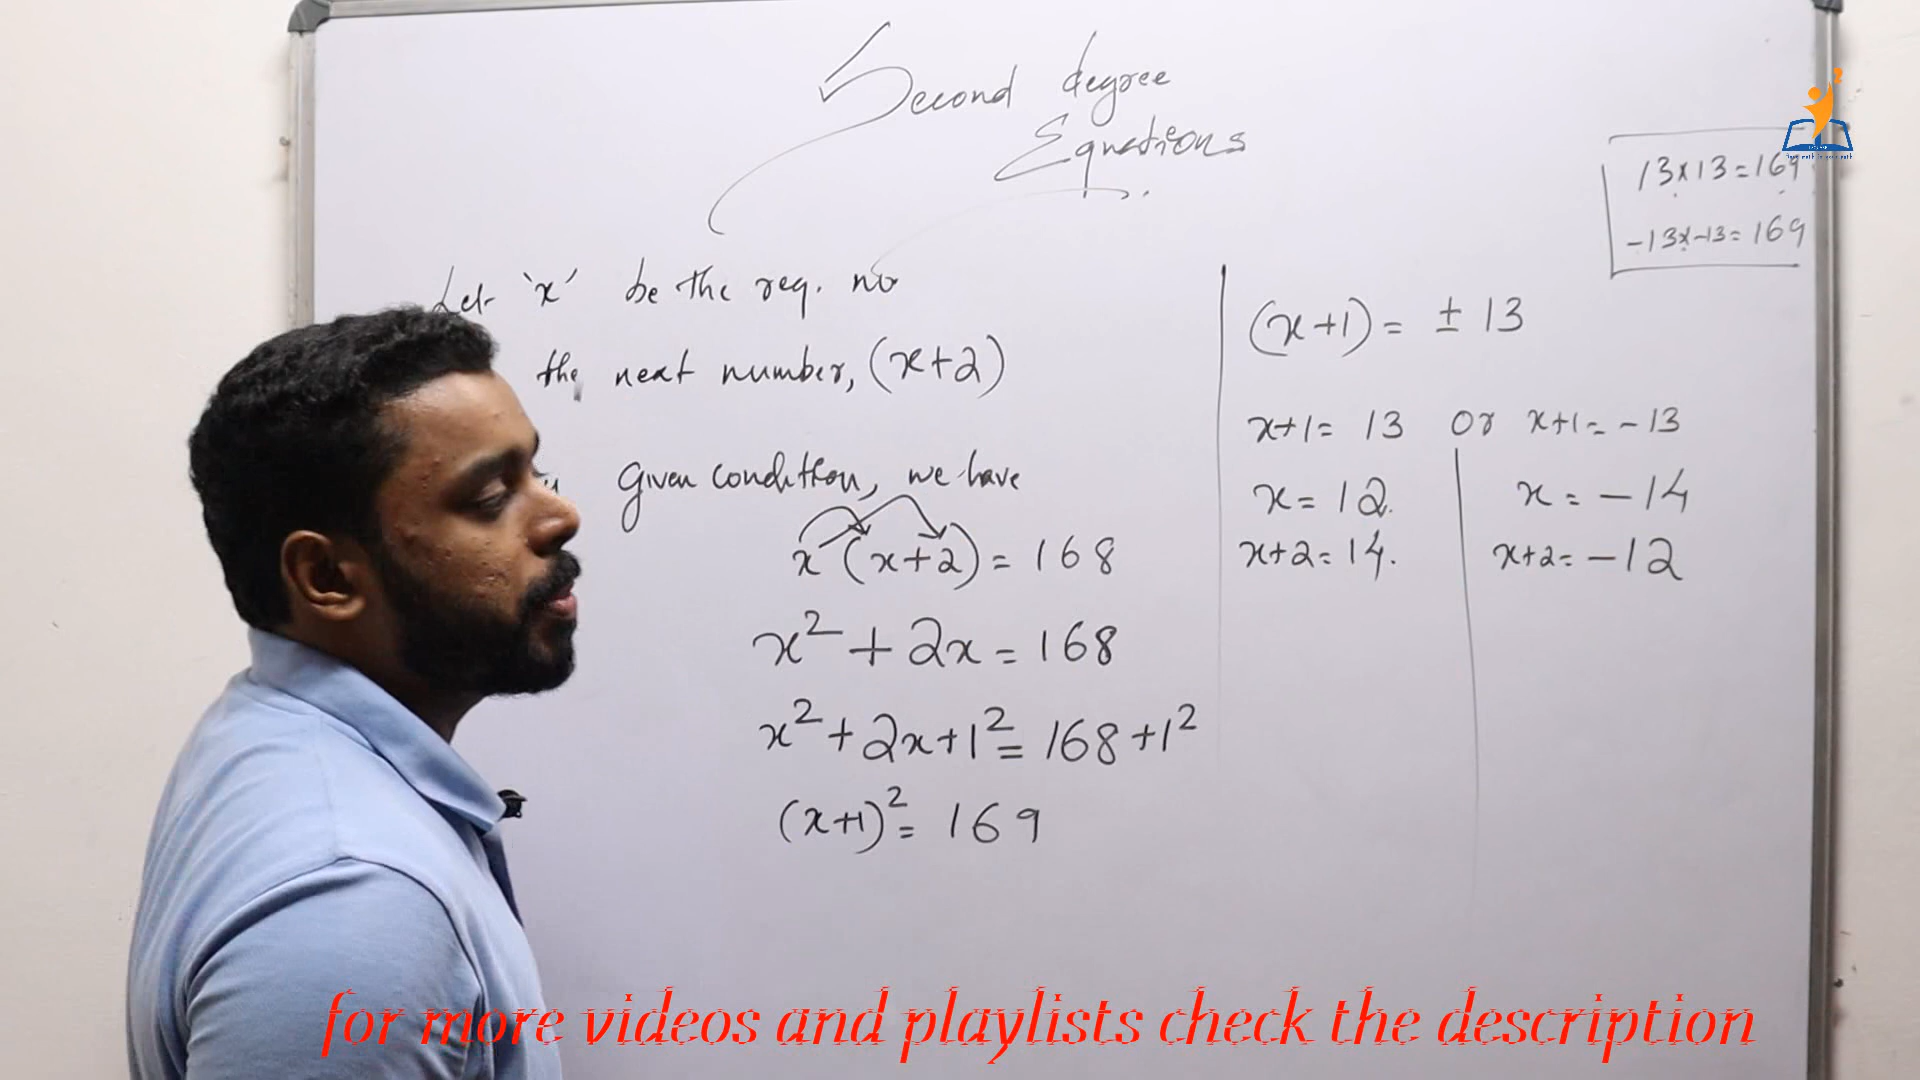 Second degree
Equations
13x13=169
-13x-13=169
Let 'x' be the req. no
the next number, (x+2)
Given condition, we have
x (x+2) = 168
x² + 2x = 168
x² + 2x + 1² = 168 + 1²
(x+1)² = 169
(x+1) = ± 13
x+1 = 13 or x+1 = -13
x = 12. x = -14
x+2 = 14. x+2 = -12
for more videos and playlists check the description